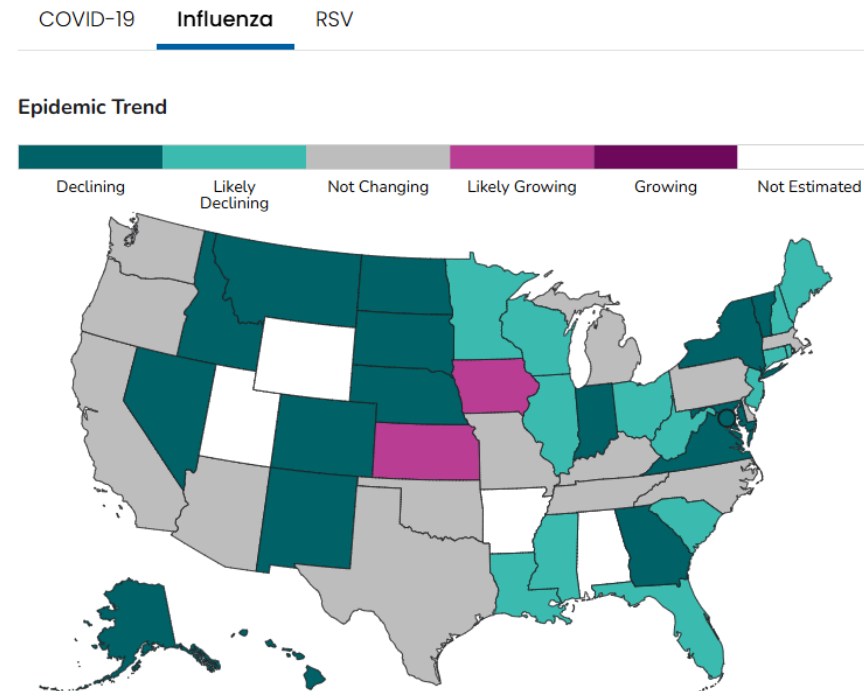 COVID-19 Influenza RSV
Epidemic Trend
Declining Likely Declining Not Changing Likely Growing Growing Not Estimated